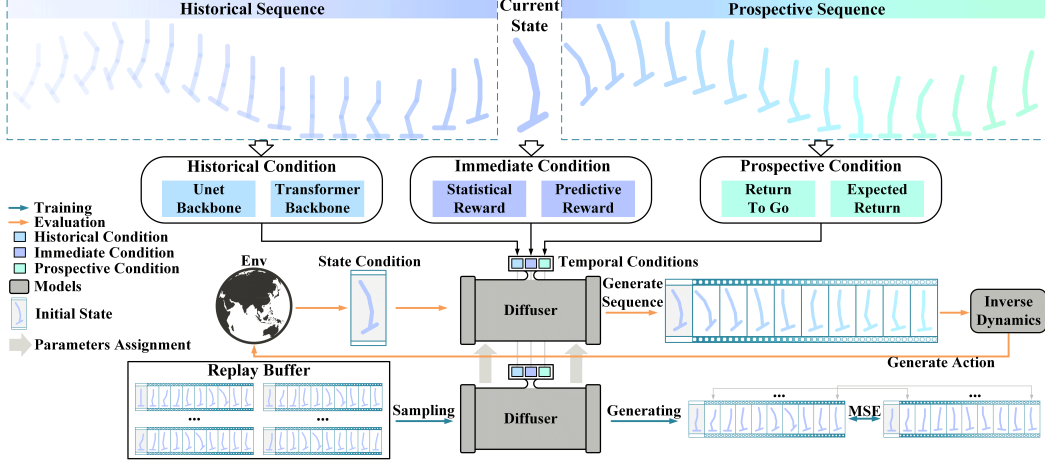 Historical Sequence
Current
State
Prospective Sequence
Historical Condition
Unet
Backbone
Transformer
Backbone
Immediate Condition
Statistical
Reward
Predictive
Reward
Prospective Condition
Return
To Go
Expected
Return
Training
Evaluation
Historical Condition
Immediate Condition
Prospective Condition
Models
Initial State
Parameters Assignment
Env
State Condition
Temporal Conditions
Diffuser
Generate
Sequence
Inverse
Dynamics
Generate Action
Replay Buffer
...
...
Sampling
Diffuser
Generating
...
MSE
...